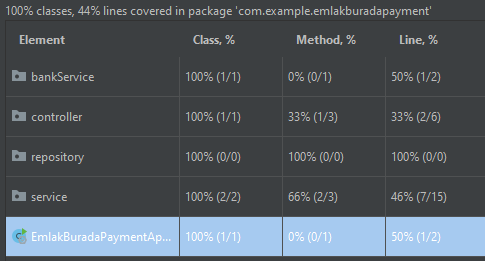 100% classes, 44% lines covered in package 'com.example.emlakburadapayment'
Element Class, % Method, % Line, %
bankService 100% (1/1) 0% (0/1) 50% (1/2)
controller 100% (1/1) 33% (1/3) 33% (2/6)
repository 100% (0/0) 100% (0/0) 100% (0/0)
service 100% (2/2) 66% (2/3) 46% (7/15)
EmlakBuradaPaymentAp... 100% (1/1) 0% (0/1) 50% (1/2)